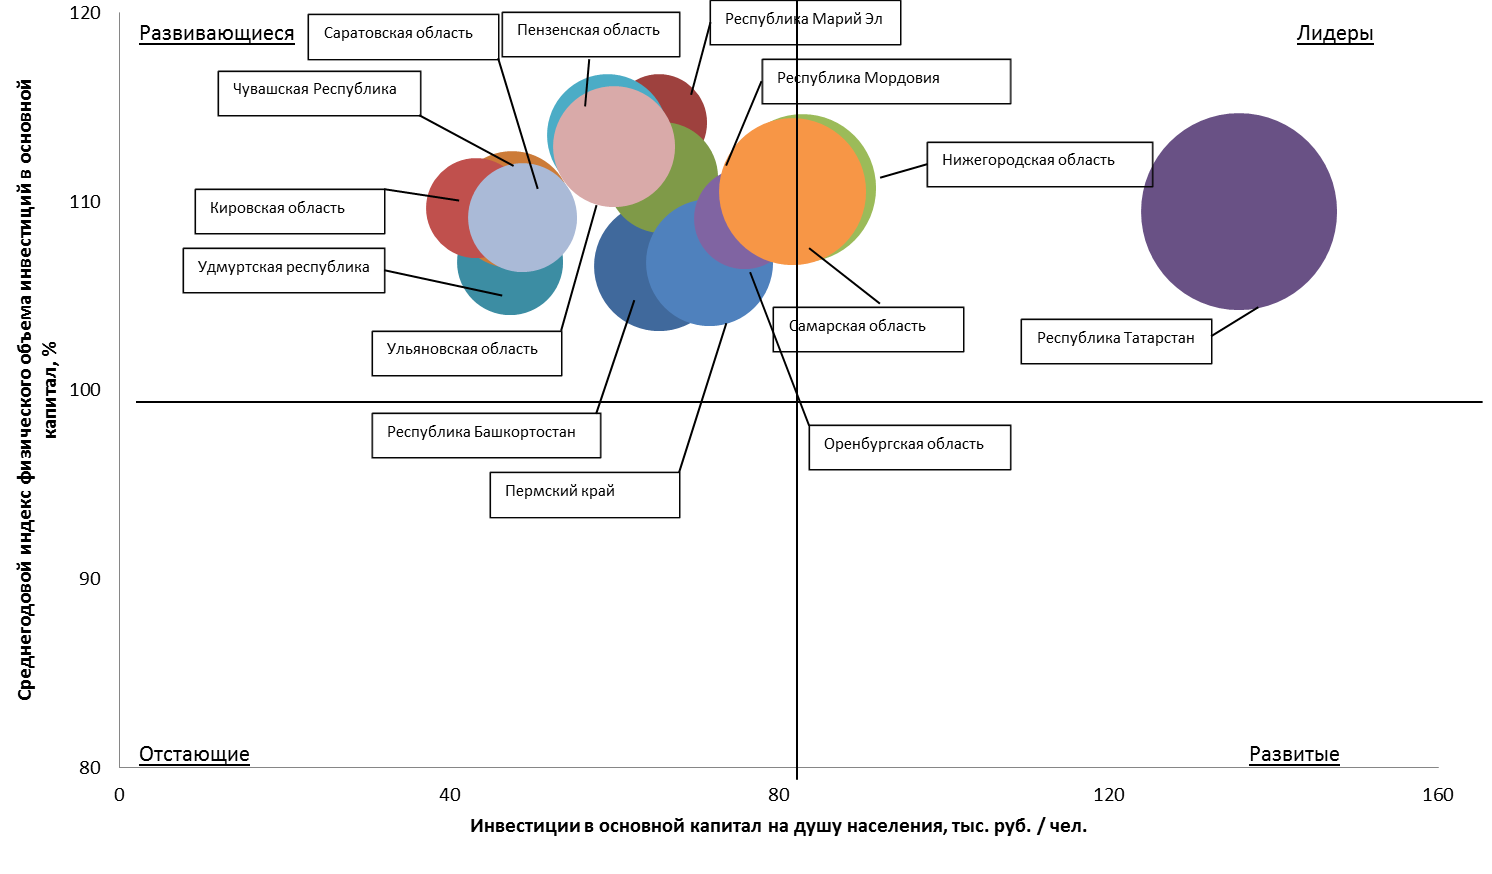 120
Развивающиеся
Саратовская область
Пензенская область
Республика Марий Эл
Лидеры
Чувашская Республика
Республика Мордовия
Нижегородская область
110
Кировская область
Удмуртская республика
Ульяновская область
Самарская область
Республика Татарстан
100
Республика Башкортостан
Оренбургская область
Пермский край
90
Отстающие
Развитые
80
0
40
80
120
160
Инвестиции в основной капитал на душу населения, тыс. руб. / чел.
Среднегодовой индекс физического объема инвестиций в основной
капитал, %